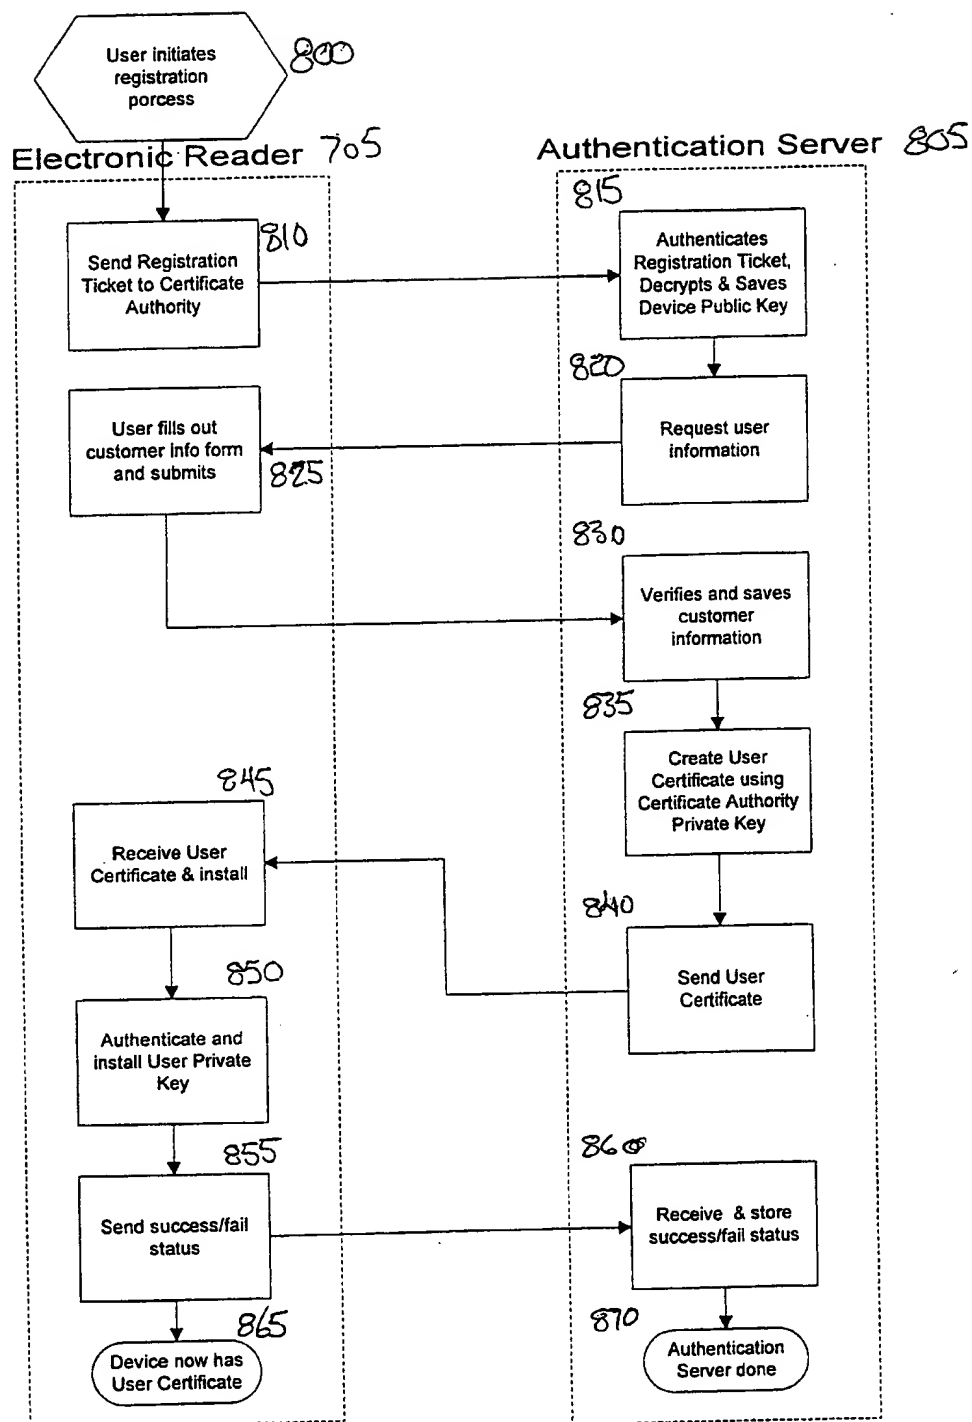 User initiates
registration
porcess
800
Electronic Reader 705
Authentication Server 805
810
Send Registration
Ticket to Certificate
Authority
815
Authenticates
Registration Ticket,
Decrypts & Saves
Device Public Key
820
Request user
information
User fills out
customer info form
and submits
825
830
Verifies and saves
customer
information
835
Create User
Certificate using
Certificate Authority
Private Key
840
Send User
Certificate
845
Receive User
Certificate & install
850
Authenticate and
install User Private
Key
855
Send success/fail
status
860
Receive & store
success/fail status
865
Device now has
User Certificate
870
Authentication
Server done